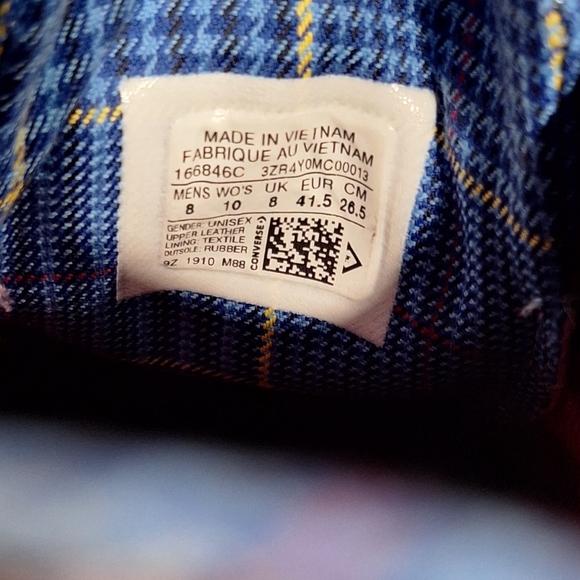 MADE IN VIETNAM
FABRIQUE AU VIETNAM
166846C 3ZR4Y0MC00013
MENS WO'S UK EUR CM
8 10 8 41.5 26.5
GENDER: UNISEX
UPPER: LEATHER
LINING: TEXTILE
OUTSOLE: RUBBER
9Z 1910 M88
CONVERSE